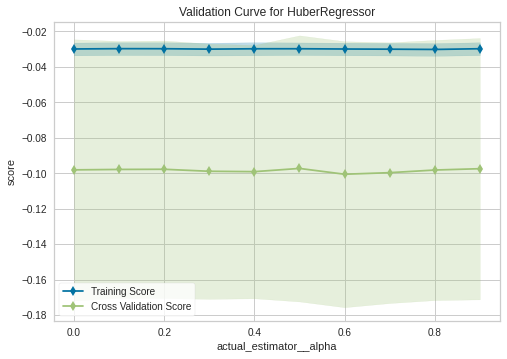 Validation Curve for HuberRegressor
−0.02
−0.04
−0.06
−0.08
−0.10
−0.12
−0.14
−0.16
−0.18
score
Training Score
Cross Validation Score
0.0 0.2 0.4 0.6 0.8
actual_estimator__alpha